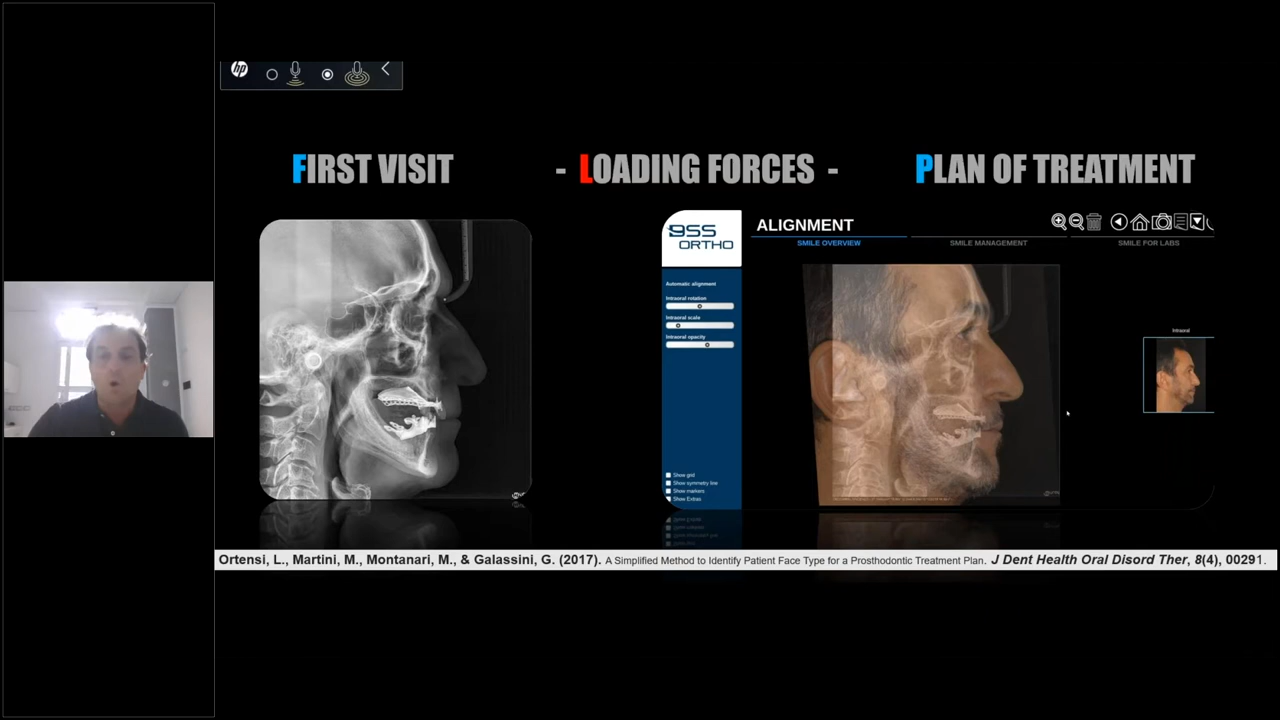 hp
FIRST VISIT - LOADING FORCES - PLAN OF TREATMENT
DSS
ORTHO
ALIGNMENT
SMILE OVERVIEW SMILE MANAGEMENT SMILE FOR LABS
Automatic alignment
Intraoral rotation
Intraoral scale
Intraoral opacity
Intraoral
Show grid
Show symmetry line
Show markers
Show Extras
Ortensi, L., Martini, M., Montanari, M., & Galassini, G. (2017). A Simplified Method to Identify Patient Face Type for a Prosthodontic Treatment Plan. J Dent Health Oral Disord Ther, 8(4), 00291.